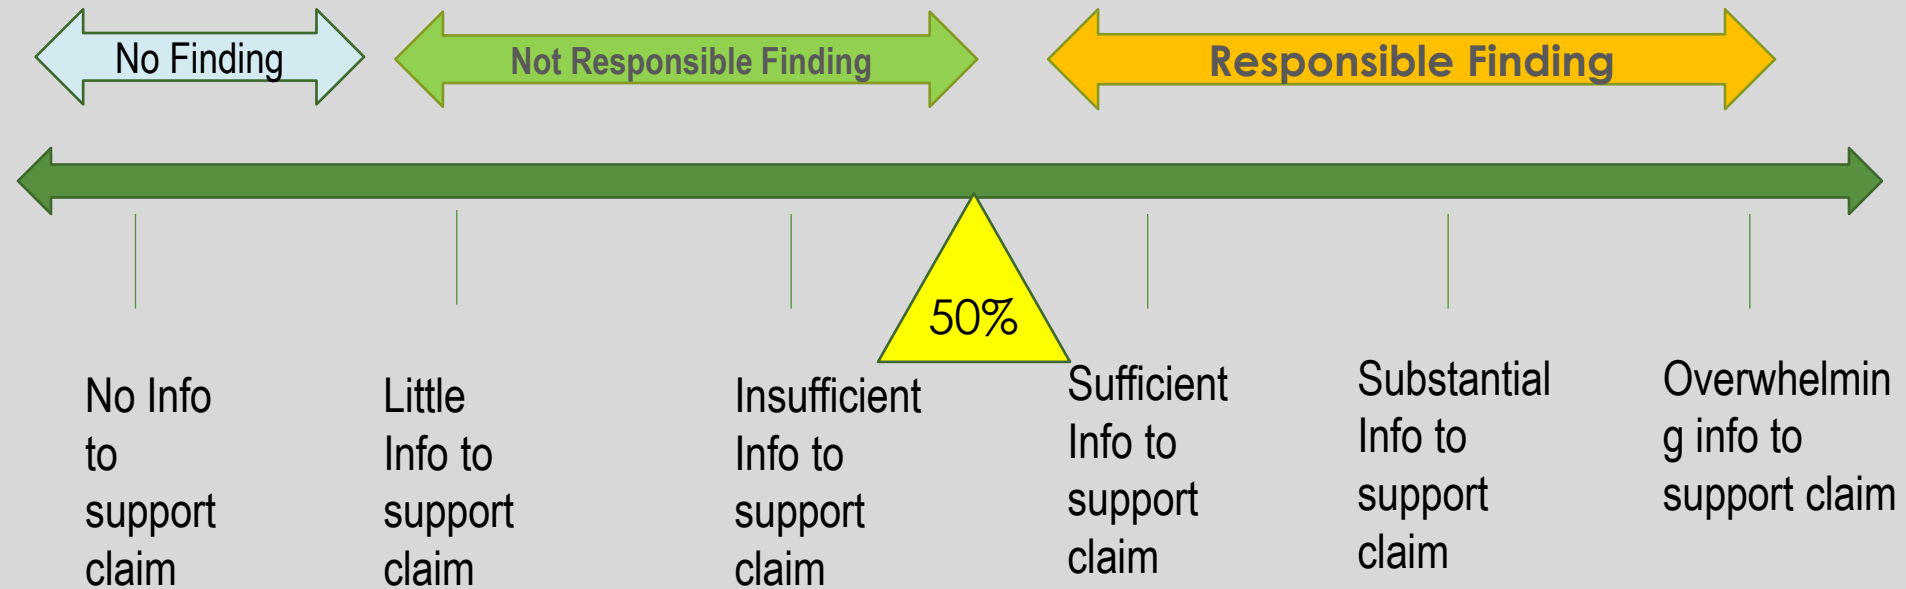 No Finding
Not Responsible Finding
Responsible Finding
50%
No Info
to
support
claim
Little
Info to
support
claim
Insufficient
Info to
support
claim
Sufficient
Info to
support
claim
Substantial
Info to
support
claim
Overwhelmin
g info to
support claim